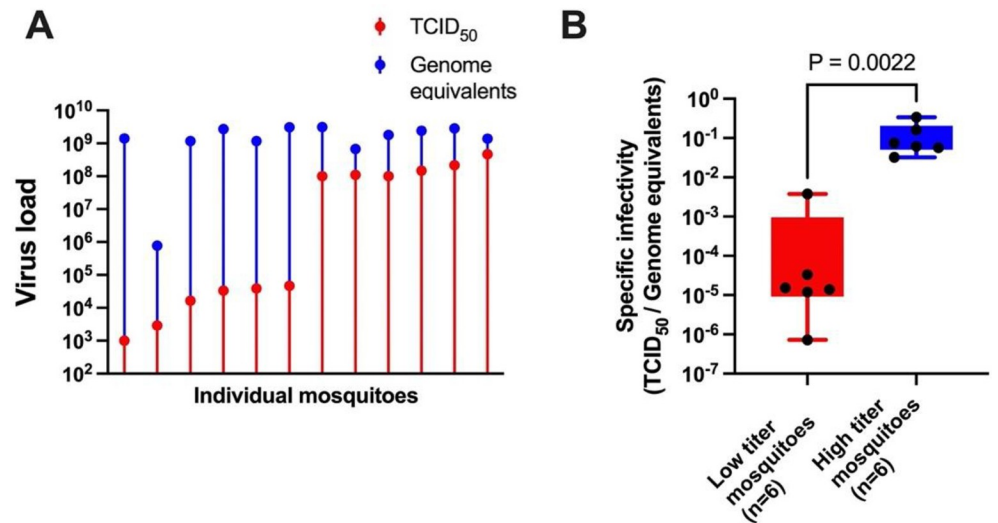 A
TCID50
Genome
equivalents
Virus load
10^10
10^9
10^8
10^7
10^6
10^5
10^4
10^3
10^2
Individual mosquitoes
B
P = 0.0022
Specific infectivity
(TCID50 / Genome equivalents)
10^0
10^-1
10^-2
10^-3
10^-4
10^-5
10^-6
10^-7
Low titer
mosquitoes
(n=6)
High titer
mosquitoes
(n=6)